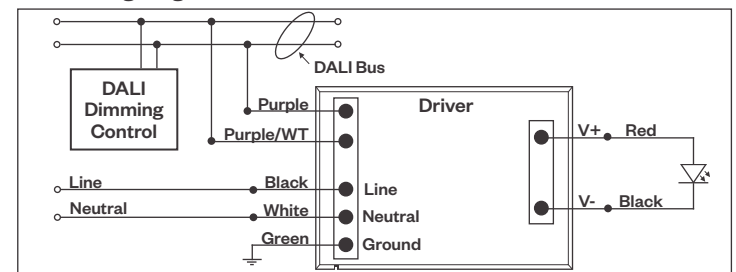 DALI Bus
DALI
Dimming
Control
Purple
Driver
Purple/WT
V+ Red
Line Black Line
V- Black
Neutral White Neutral
Green Ground